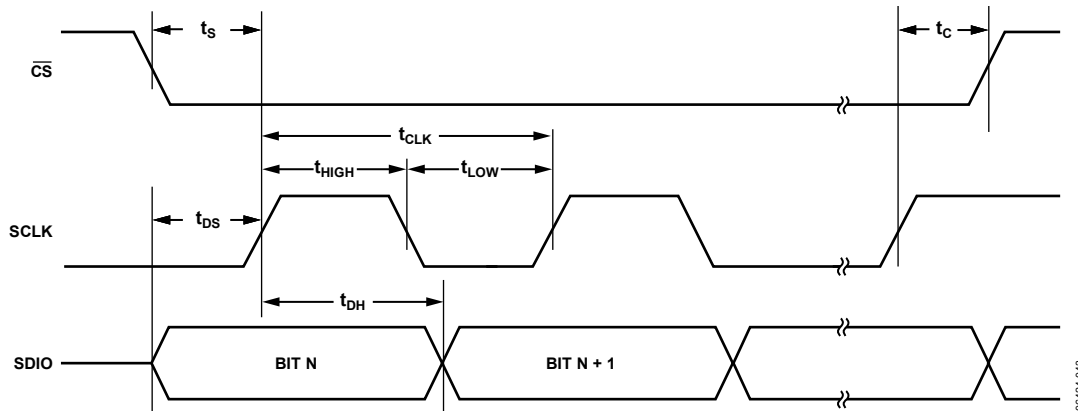 tS
tC
CS
tCLK
tHIGH
tLOW
tDS
SCLK
tDH
SDIO
BIT N
BIT N + 1